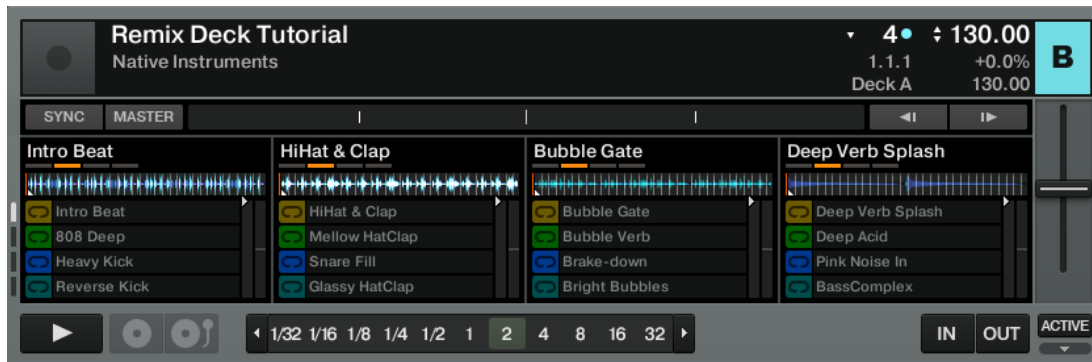 Remix Deck Tutorial 4 130.00 B
Native Instruments 1.1.1 +0.0%
Deck A 130.00
SYNC MASTER
Intro Beat HiHat & Clap Bubble Gate Deep Verb Splash
Intro Beat HiHat & Clap Bubble Gate Deep Verb Splash
808 Deep Mellow HatClap Bubble Verb Deep Acid
Heavy Kick Snare Fill Brake-down Pink Noise In
Reverse Kick Glassy HatClap Bright Bubbles BassComplex
1/32 1/16 1/8 1/4 1/2 1 2 4 8 16 32 IN OUT ACTIVE